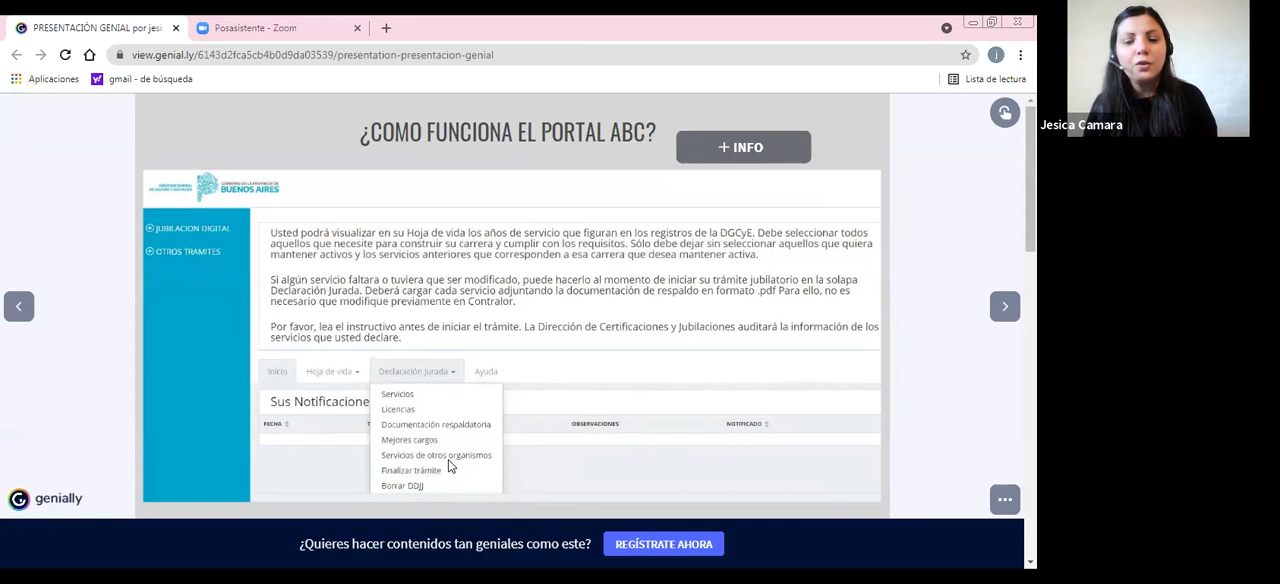 PRESENTACIÓN GENIAL por jesi
Posasistente - Zoom
view.genial.ly/6143d2fca5cb4b0d9da03539/presentation-presentacion-genial
j
Aplicaciones
gmail - de búsqueda
Lista de lectura
Jesica Camara
¿COMO FUNCIONA EL PORTAL ABC?
+ INFO
BUENOS AIRES
JUBILACION DIGITAL
OTROS TRAMITES
Usted podrá visualizar en su Hoja de vida los años de servicio que figuran en los registros de la DGCyE. Debe seleccionar todos
aquellos que necesite para construir su carrera y cumplir con los requisitos. Sólo debe dejar sin seleccionar aquellos que quiera
mantener activos y los servicios anteriores que corresponden a esa carrera que desea mantener activa.
Si algún servicio faltara o tuviera que ser modificado, puede hacerlo al momento de iniciar su trámite jubilatorio en la solapa
Declaración Jurada. Deberá cargar cada servicio adjuntando la documentación de respaldo en formato .pdf Para ello, no es
necesario que modifique previamente en Contralor.
Por favor, lea el instructivo antes de iniciar el trámite. La Dirección de Certificaciones y Jubilaciones auditará la información de los
servicios que usted declare.
Inicio
Hoja de vida
Declaración Jurada
Ayuda
Sus Notificacione
Servicios
Licencias
Documentación respaldatoria
Mejores cargos
Servicios de otros organismos
Finalizar trámite
Borrar DDJJ
FECHA
T
OBSERVACIONES
NOTIFICADO
genially
¿Quieres hacer contenidos tan geniales como este?
REGÍSTRATE AHORA